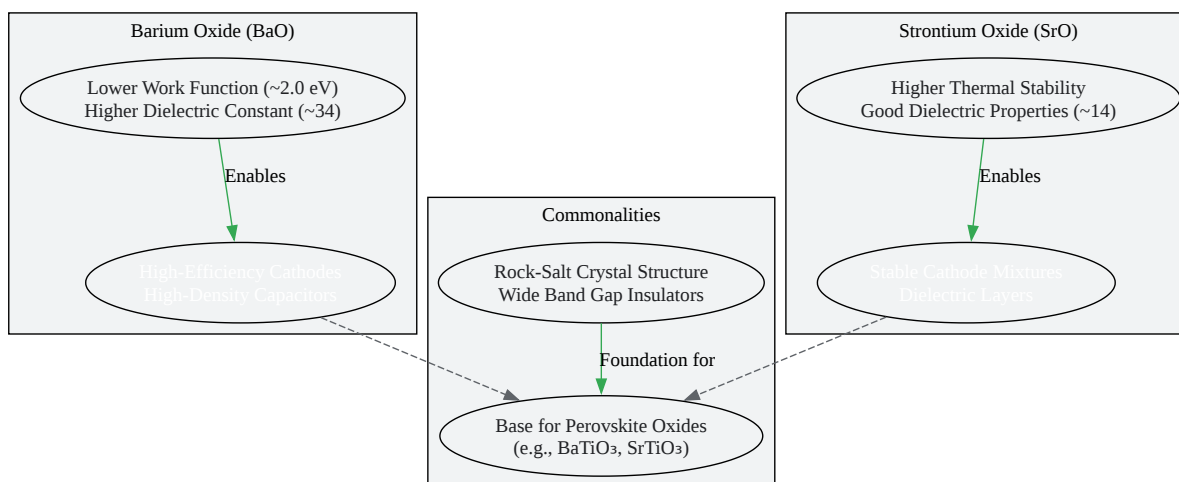 Barium Oxide (BaO)
Lower Work Function (~2.0 eV)
Higher Dielectric Constant (~34)
Enables
High-Efficiency Cathodes
High-Density Capacitors
Strontium Oxide (SrO)
Higher Thermal Stability
Good Dielectric Properties (~14)
Enables
Stable Cathode Mixtures
Dielectric Layers
Commonalities
Rock-Salt Crystal Structure
Wide Band Gap Insulators
Foundation for
Base for Perovskite Oxides
(e.g., BaTiO₃, SrTiO₃)